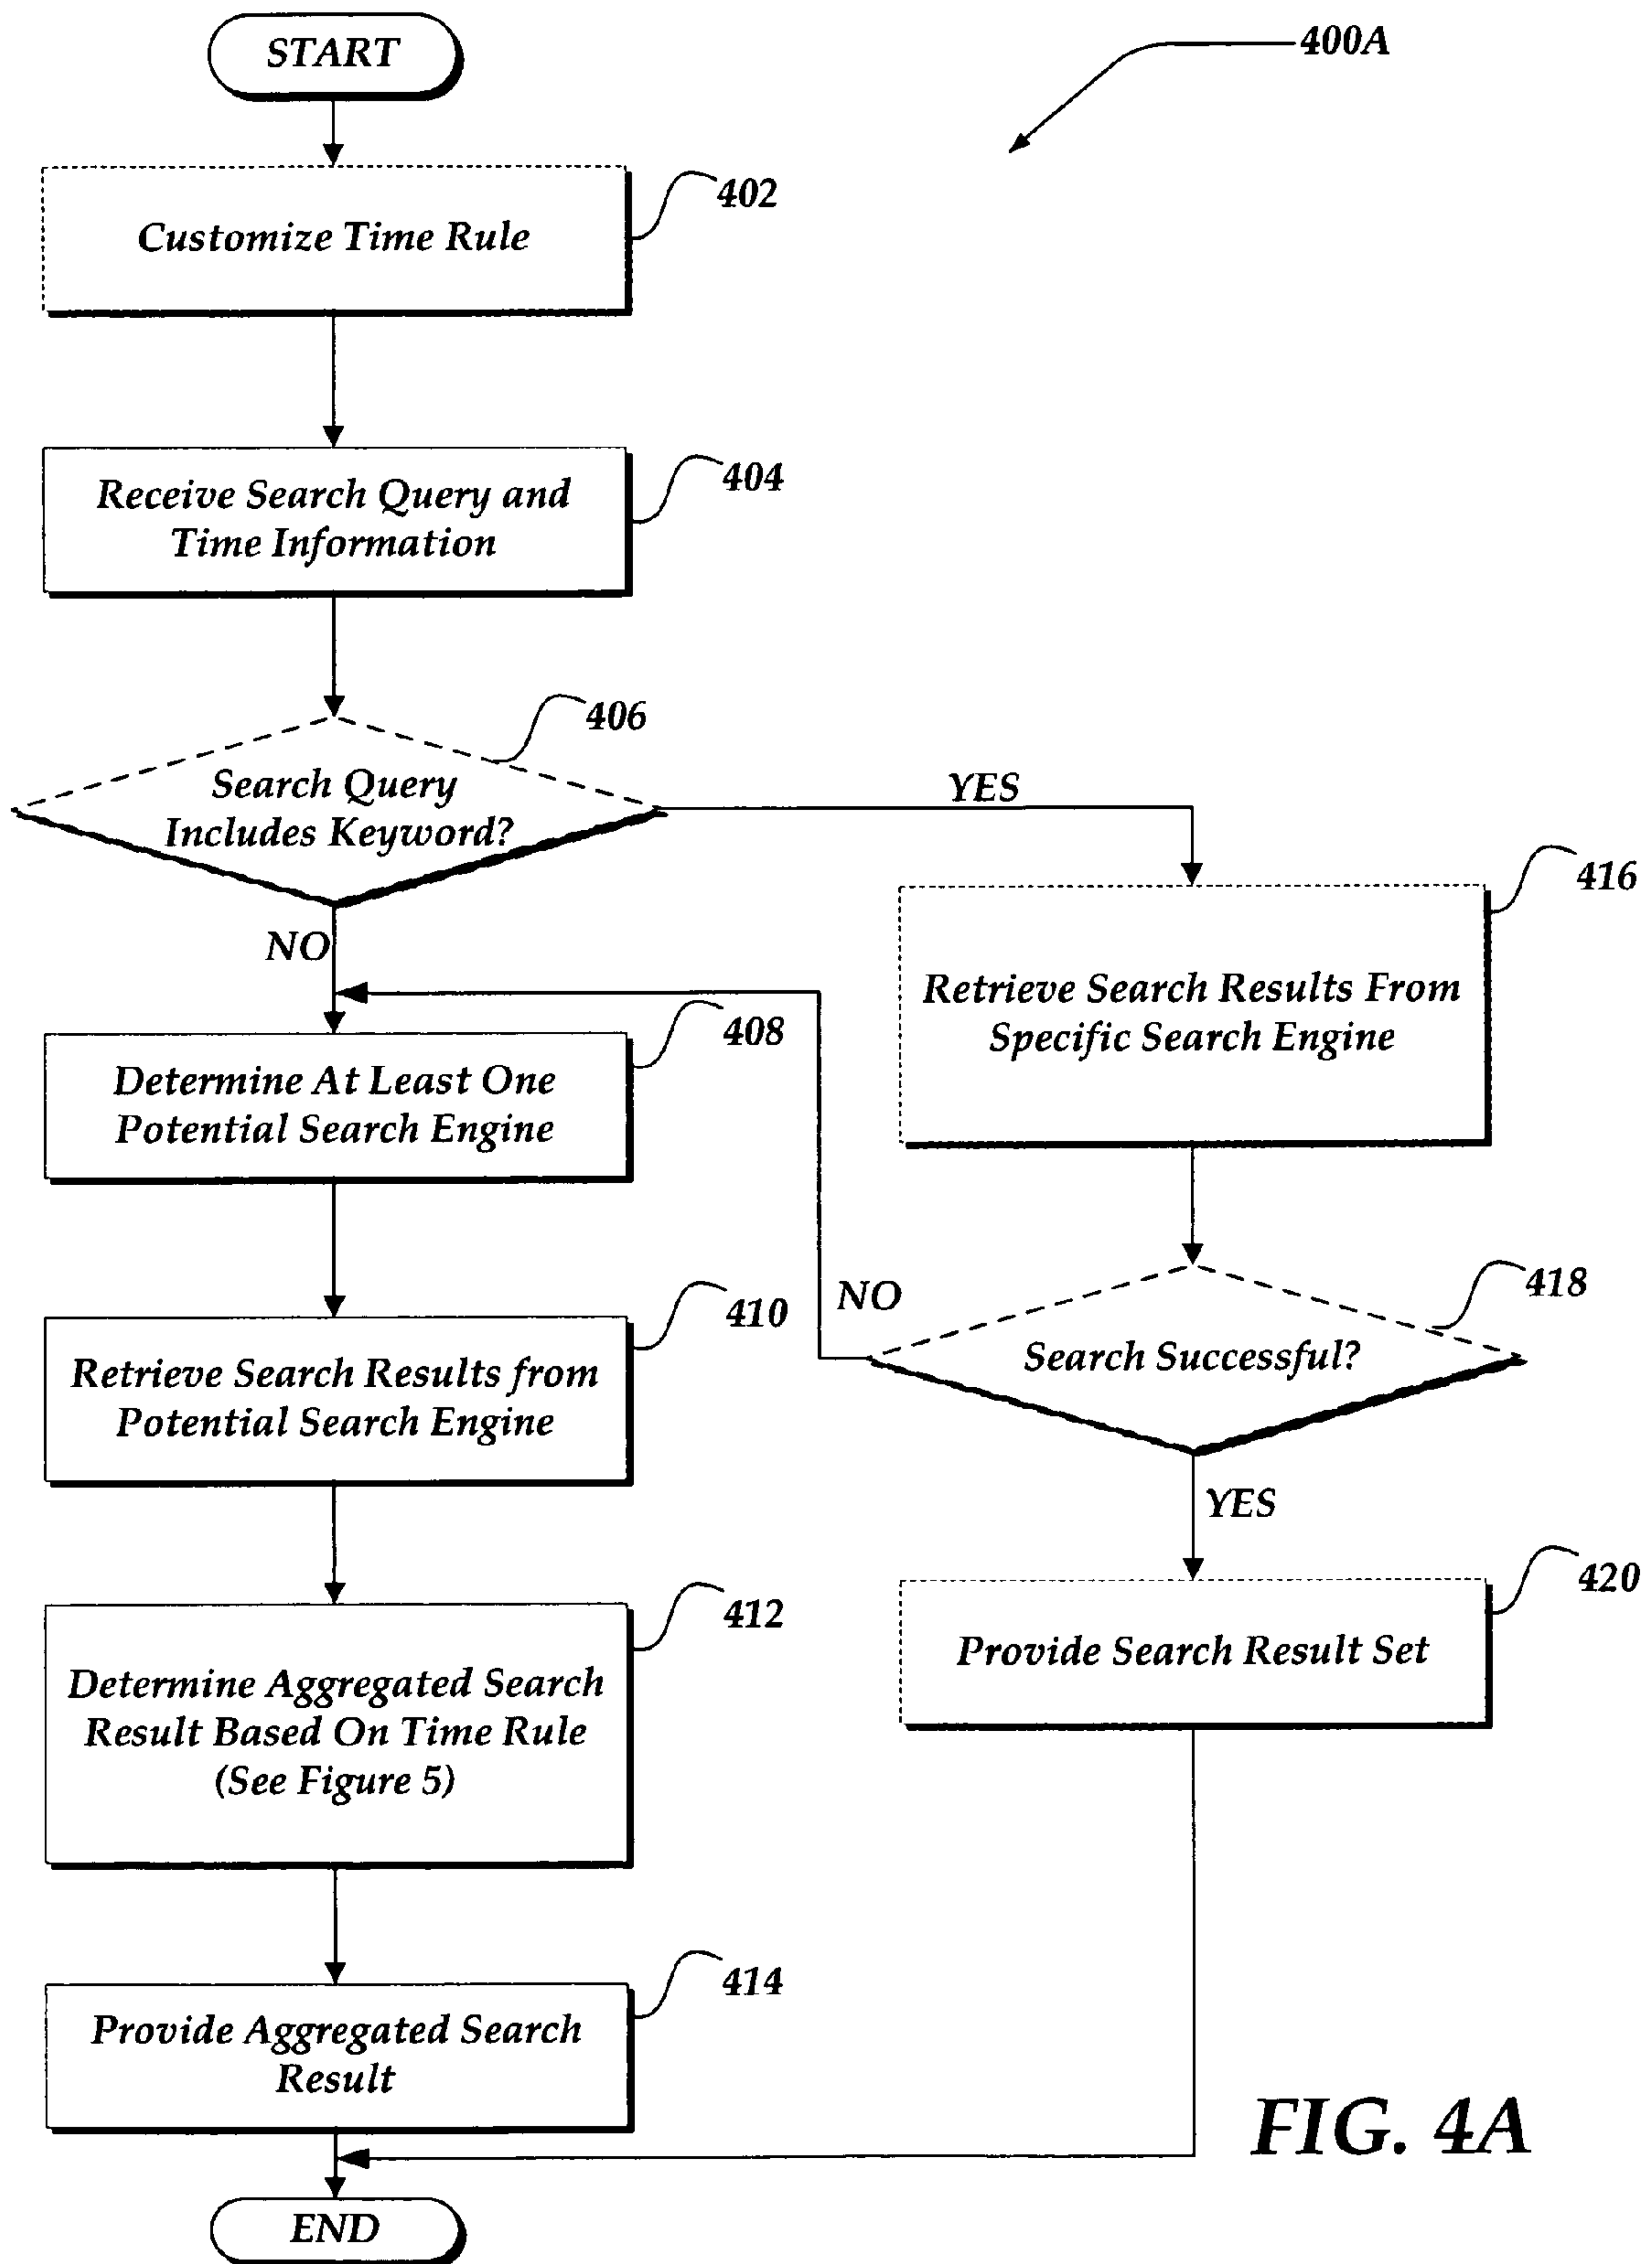 START
400A
402
Customize Time Rule
404
Receive Search Query and
Time Information
406
Search Query
Includes Keyword?
YES
NO
416
Retrieve Search Results From
Specific Search Engine
408
Determine At Least One
Potential Search Engine
418
NO
Search Successful?
410
Retrieve Search Results from
Potential Search Engine
YES
412
Determine Aggregated Search
Result Based On Time Rule
(See Figure 5)
420
Provide Search Result Set
414
Provide Aggregated Search
Result
FIG. 4A
END